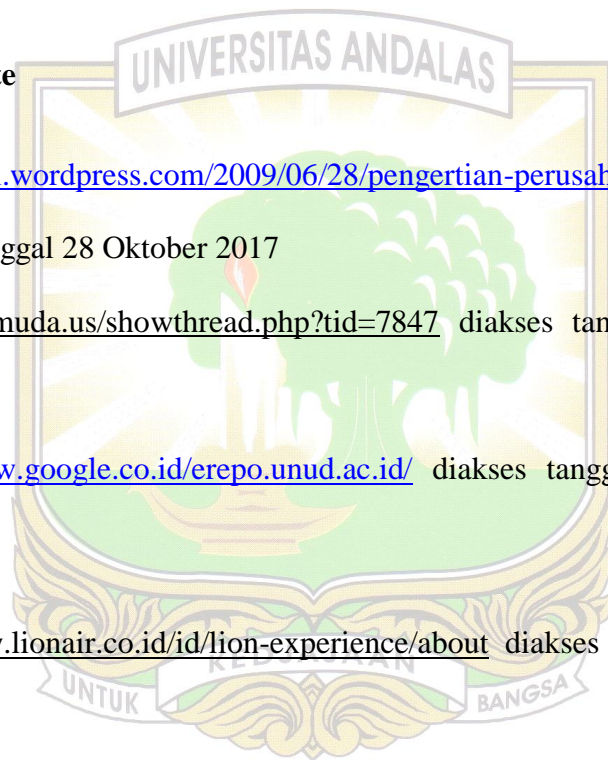 UNIVERSITAS ANDALAS
te
.wordpress.com/2009/06/28/pengertian-perusah
ggal 28 Oktober 2017
muda.us/showthread.php?tid=7847 diakses tan
w.google.co.id/erepo.unud.ac.id/ diakses tangg
.lionair.co.id/id/lion-experience/about diakses
UNTUK KEDJAJAAN BANGSA